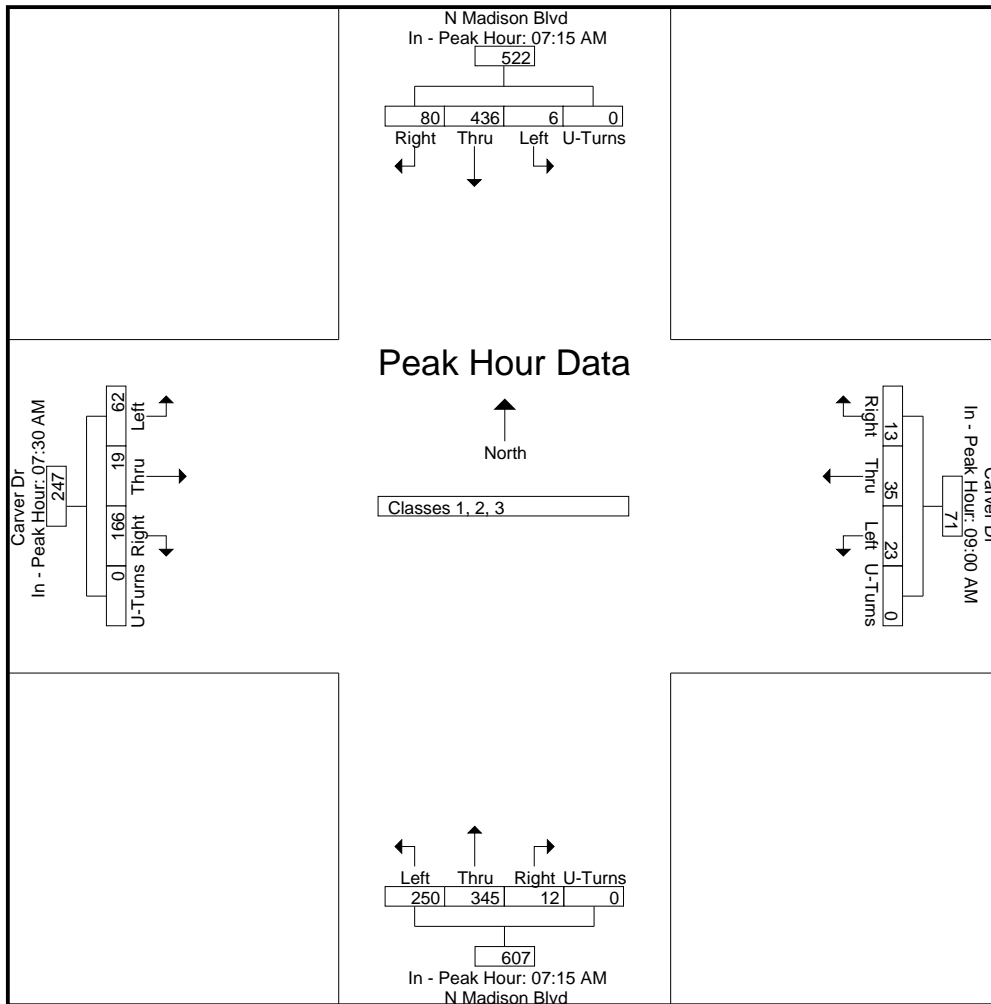 N Madison Blvd
In - Peak Hour: 07:15 AM
522
80 436 6 0
Right Thru Left U-Turns
Peak Hour Data
North
Classes 1, 2, 3
Carver Dr
In - Peak Hour: 07:30 AM
247
62 19 166 0
Left Thru Right U-Turns
Carver Dr
In - Peak Hour: 09:00 AM
71
13 35 23 0
Right Thru Left U-Turns
Left Thru Right U-Turns
250 345 12 0
607
In - Peak Hour: 07:15 AM
N Madison Blvd